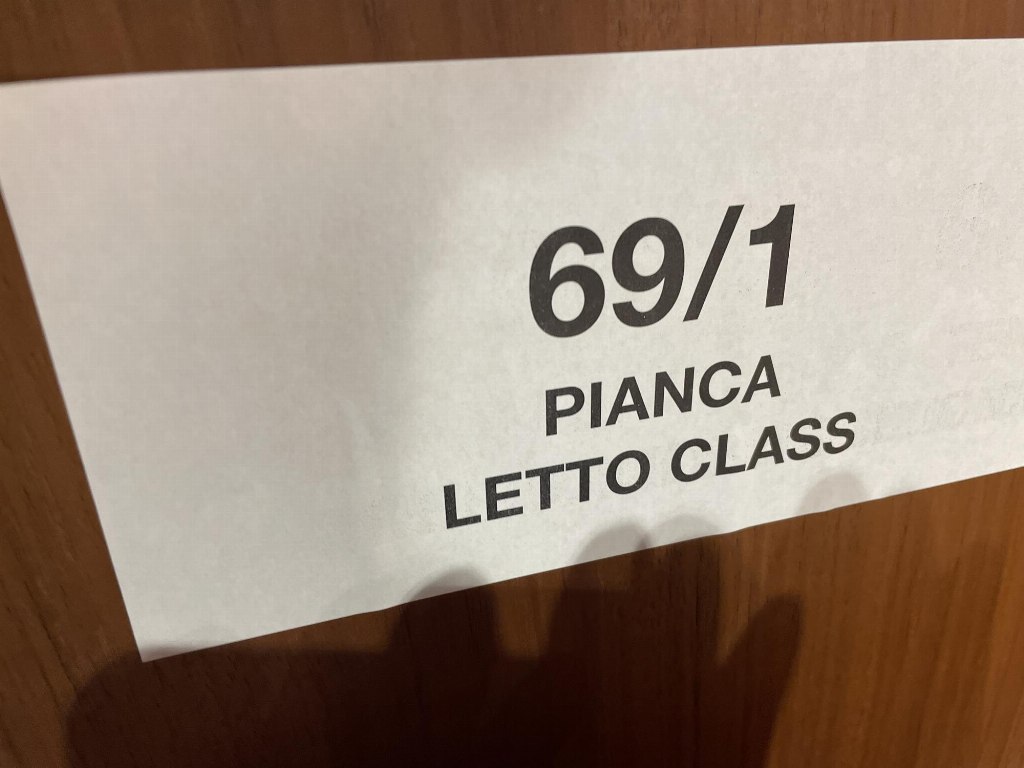 69/1
PIANCA
LETTO CLASS